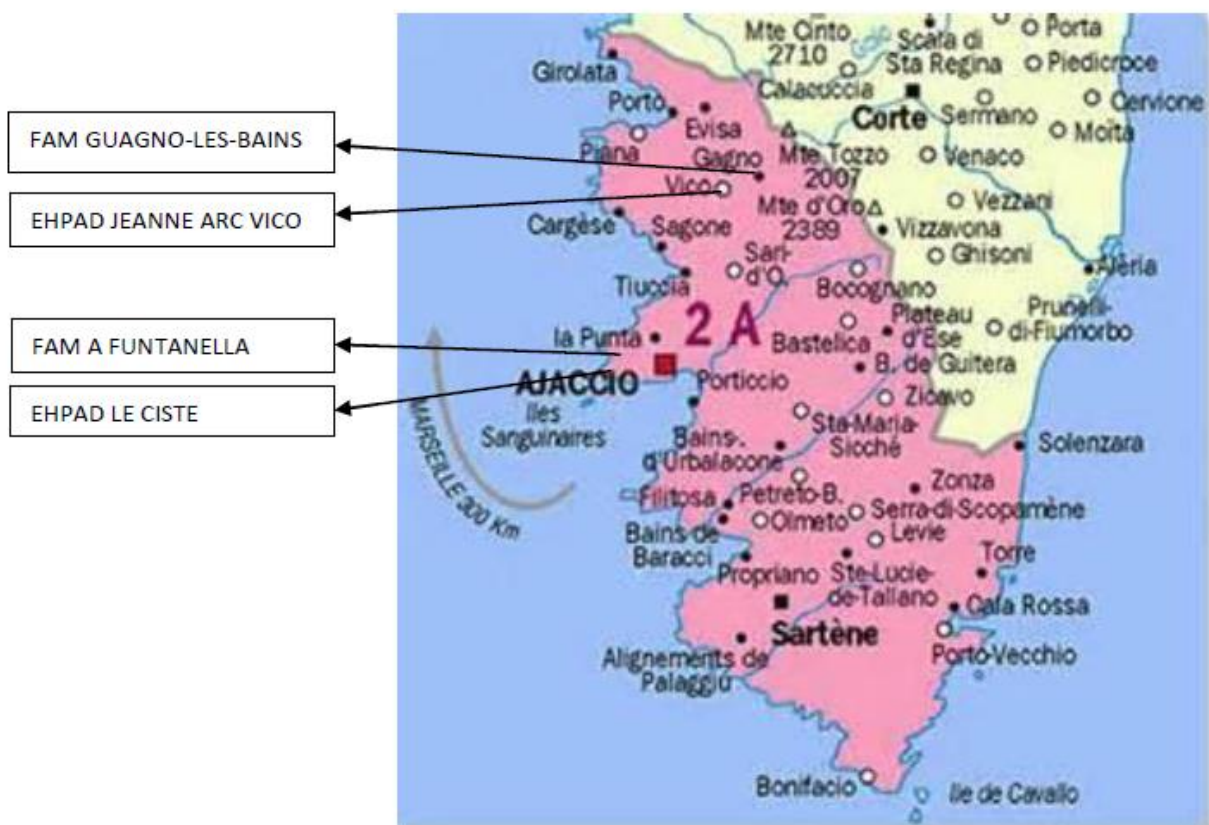 FAM GUAGNO-LES-BAINS
EHPAD JEANNE ARC VICO
FAM A FUNTANELLA
EHPAD LE CISTE
Mte Cinto
2710
Scala di
Sta Regina
Porta
Piedicroce
Girolata
Calacuccia
Porto
Corte
Sermano
Cervione
Evisa
Moïta
Piana
Gagno
Mte Tozzo
2007
Venaco
Vico
Vezzani
Mte d'Oro
2389
Cargèse
Vizzavona
Sagone
Sari-
d'O.
Ghisoni
Aléria
Tiuccia
Bocognano
2 A
Plateau
d'Ese
Prunelli-
di-Fiumorbo
la Punta
Bastelica
B. de Guitera
AJACCIO
Porticcio
Zicavo
Iles
Sanguinaires
Sta-Maria-
Sicché
Solenzara
MARSEILLE 300 Km
Bains-
d'Urbalacone
Zonza
Filitosa
Petreto-B.
Serra-di-Scopamène
Olmeto
Bains de
Baracci
Levie
Torre
Propriano
Ste-Lucie-
de-Tallano
Cala Rossa
Sartène
Alignements de
Palaggiu
Porto-Vecchio
Bonifacio
Ile de Cavallo